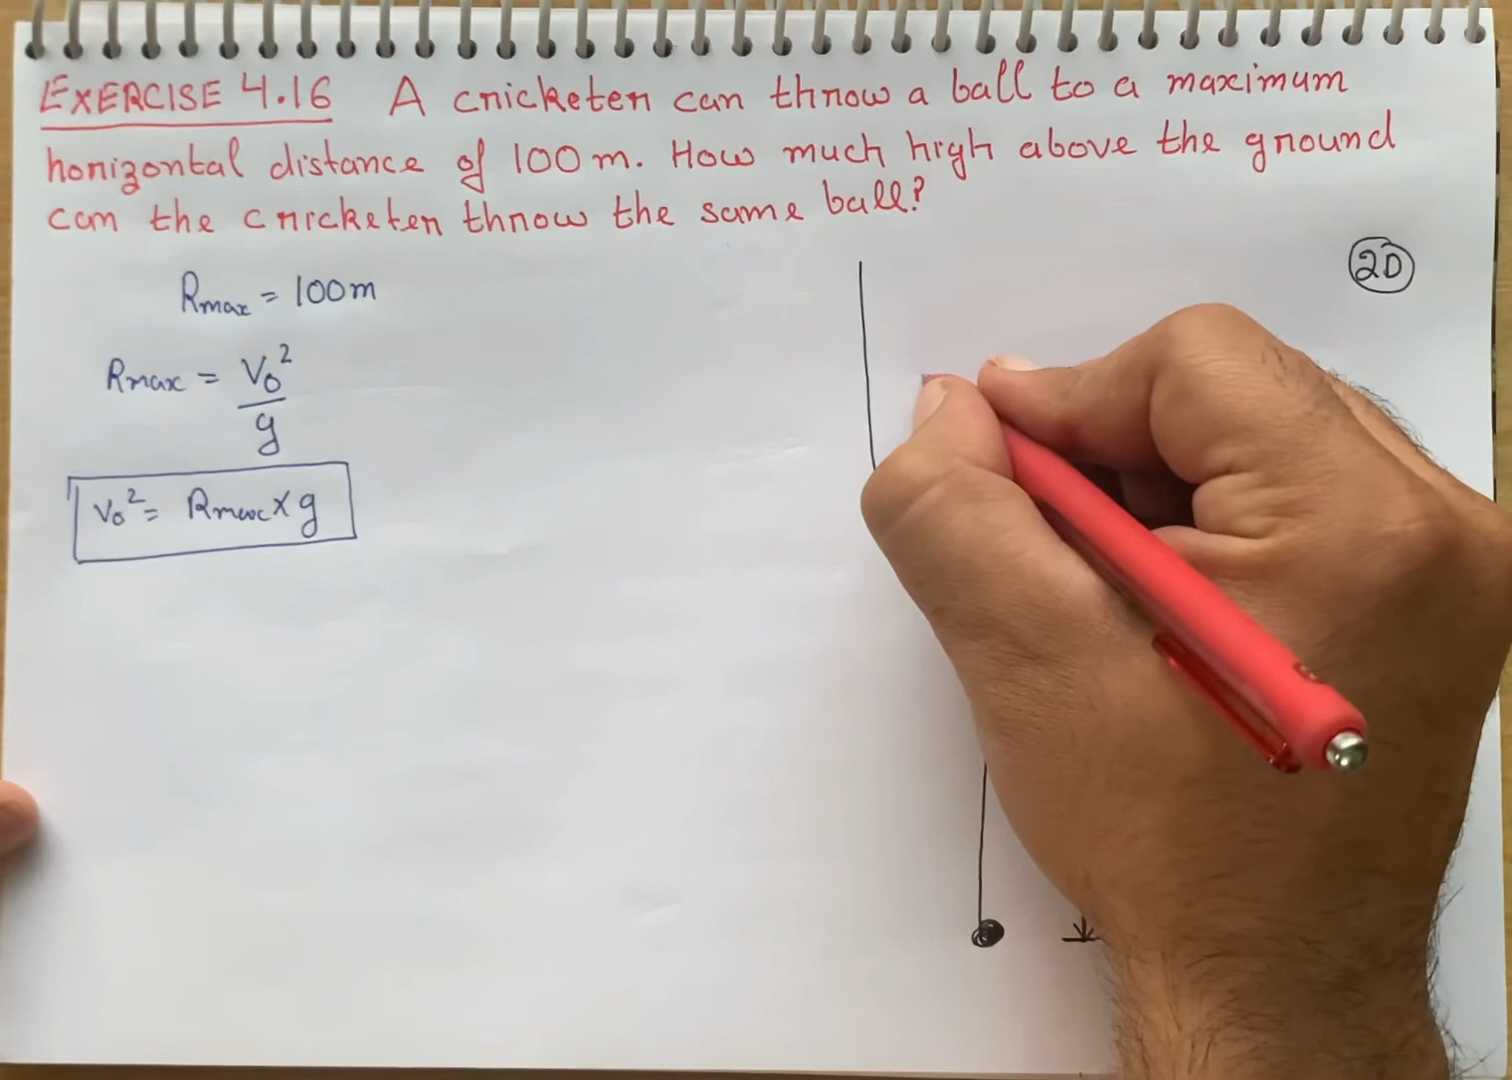 EXERCISE 4.16 A cricketer can throw a ball to a maximum
horizontal distance of 100 m. How much high above the ground
can the cricketer throw the same ball?
2D
Rmax = 100m
Rmax = V₀²/g
V₀² = Rmax × g